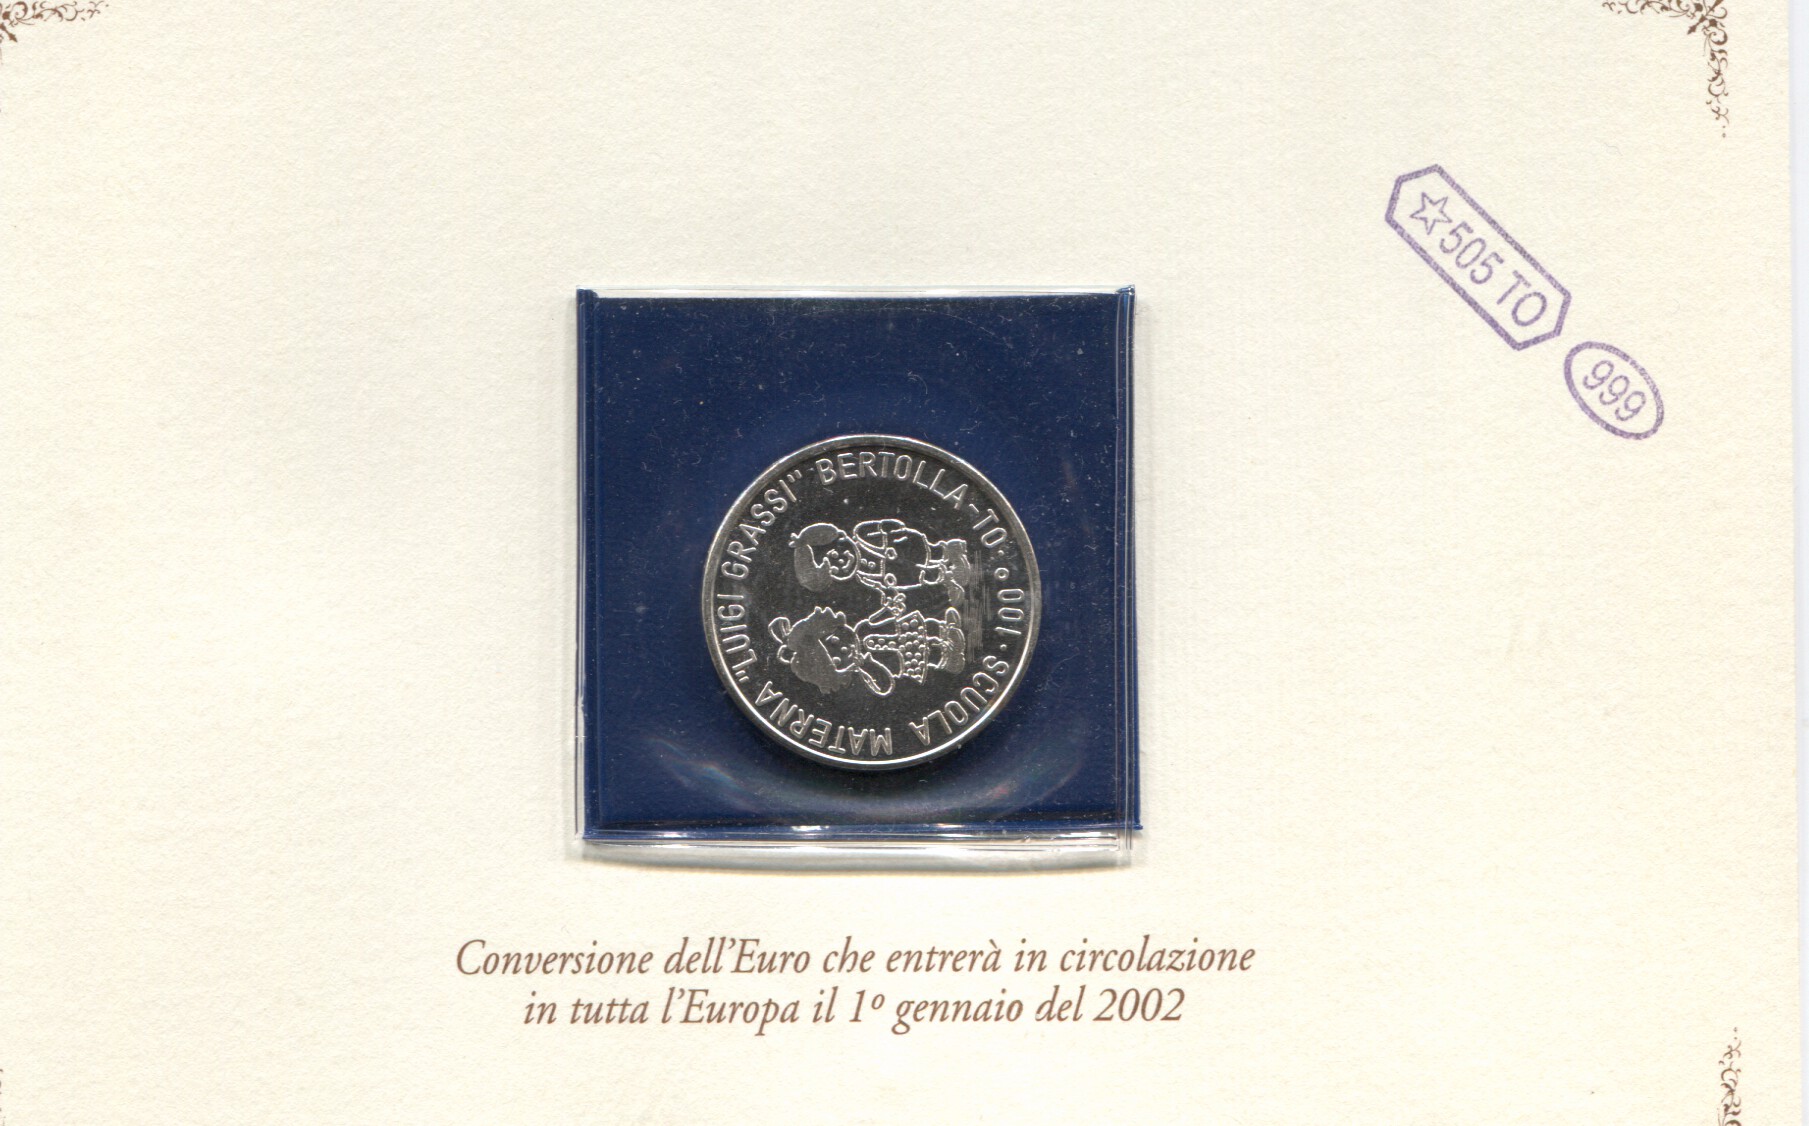 ☆505 TO
999
SCUOLA MATERNA "LUIGI GRASSI" BERTOLLA-TO · 100°·
Conversione dell'Euro che entrerà in circolazione
in tutta l'Europa il 1º gennaio del 2002